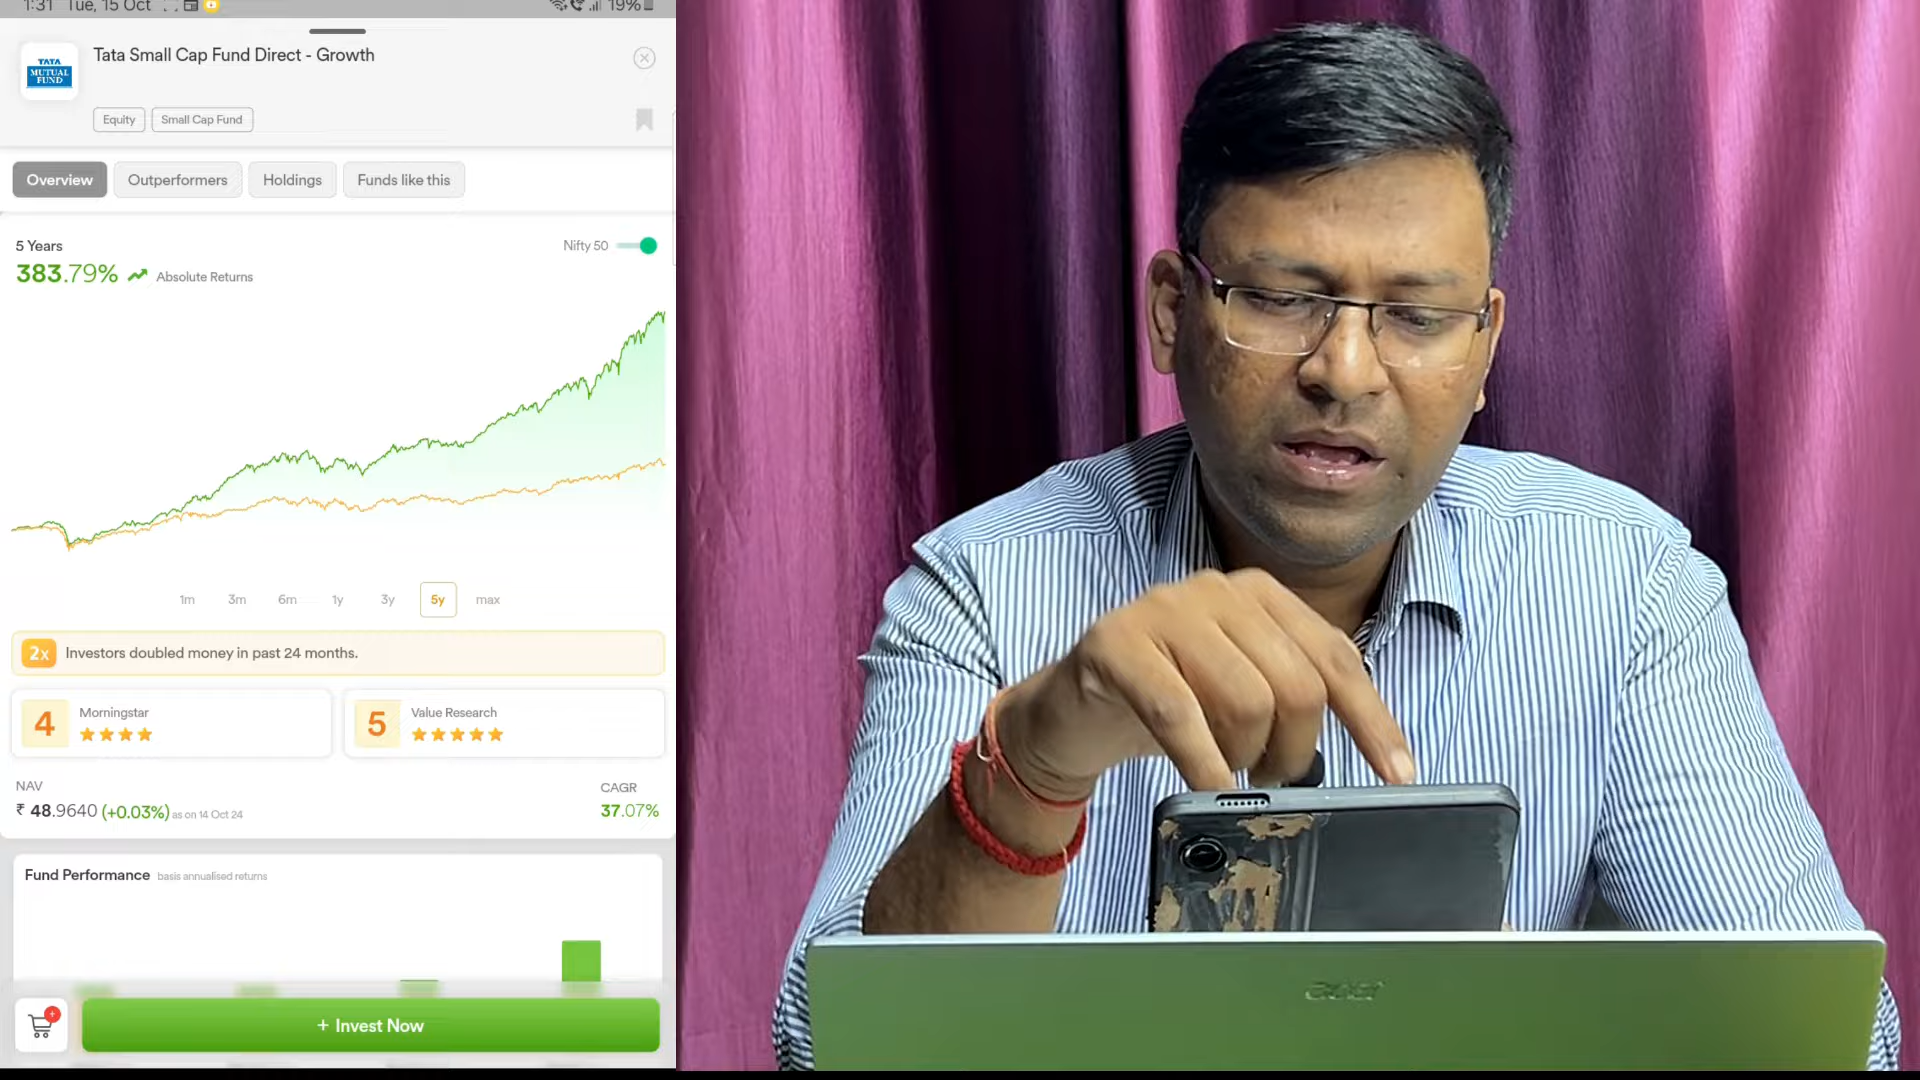 1:31 Tue, 15 Oct
19%
TATA
MUTUAL
FUND
Tata Small Cap Fund Direct - Growth
Equity
Small Cap Fund
Overview
Outperformers
Holdings
Funds like this
5 Years
Nifty 50
383.79%
Absolute Returns
1m 3m 6m 1y 3y 5y max
2x Investors doubled money in past 24 months.
4
Morningstar
5
Value Research
NAV
₹ 48.9640 (+0.03%) as on 14 Oct 24
CAGR
37.07%
Fund Performance basis annualised returns
+ Invest Now
acer